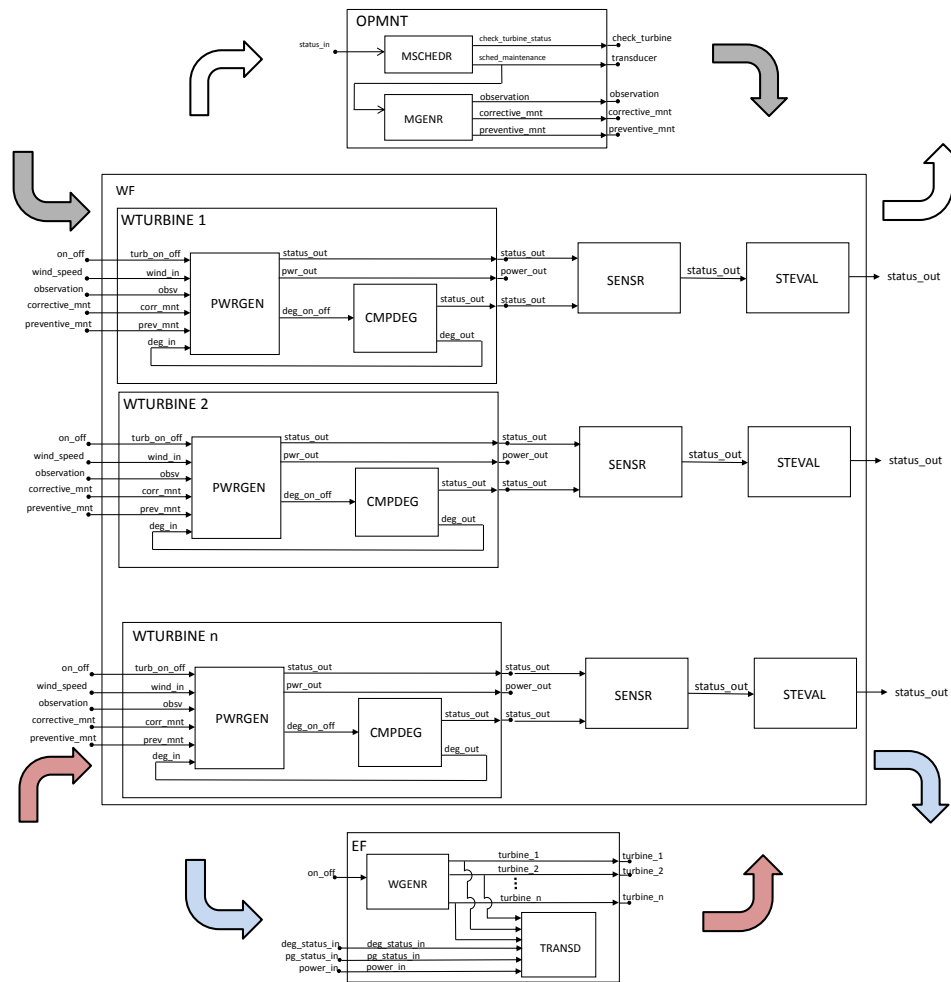 OPMNT
status_in
MSCHEDR
check_turbine_status
check_turbine
sched_maintenance
transducer
MGENR
observation
observation
corrective_mnt
corrective_mnt
preventive_mnt
preventive_mnt
WF
WTURBINE 1
on_off
turb_on_off
status_out
status_out
wind_speed
wind_in
pwr_out
power_out
observation
obsv
PWRGEN
corrective_mnt
corr_mnt
deg_on_off
CMPDEG
status_out
status_out
preventive_mnt
prev_mnt
deg_in
deg_out
SENSR
status_out
STEVAL
status_out
WTURBINE 2
on_off
turb_on_off
status_out
status_out
wind_speed
wind_in
pwr_out
power_out
observation
obsv
PWRGEN
corrective_mnt
corr_mnt
deg_on_off
CMPDEG
status_out
status_out
preventive_mnt
prev_mnt
deg_in
deg_out
SENSR
status_out
STEVAL
status_out
WTURBINE n
on_off
turb_on_off
status_out
status_out
wind_speed
wind_in
pwr_out
power_out
observation
obsv
PWRGEN
corrective_mnt
corr_mnt
deg_on_off
CMPDEG
status_out
status_out
preventive_mnt
prev_mnt
deg_in
deg_out
SENSR
status_out
STEVAL
status_out
EF
on_off
WGENR
turbine_1
turbine_1
turbine_2
turbine_2
turbine_n
turbine_n
deg_status_in
deg_status_in
pg_status_in
pg_status_in
power_in
power_in
TRANSD